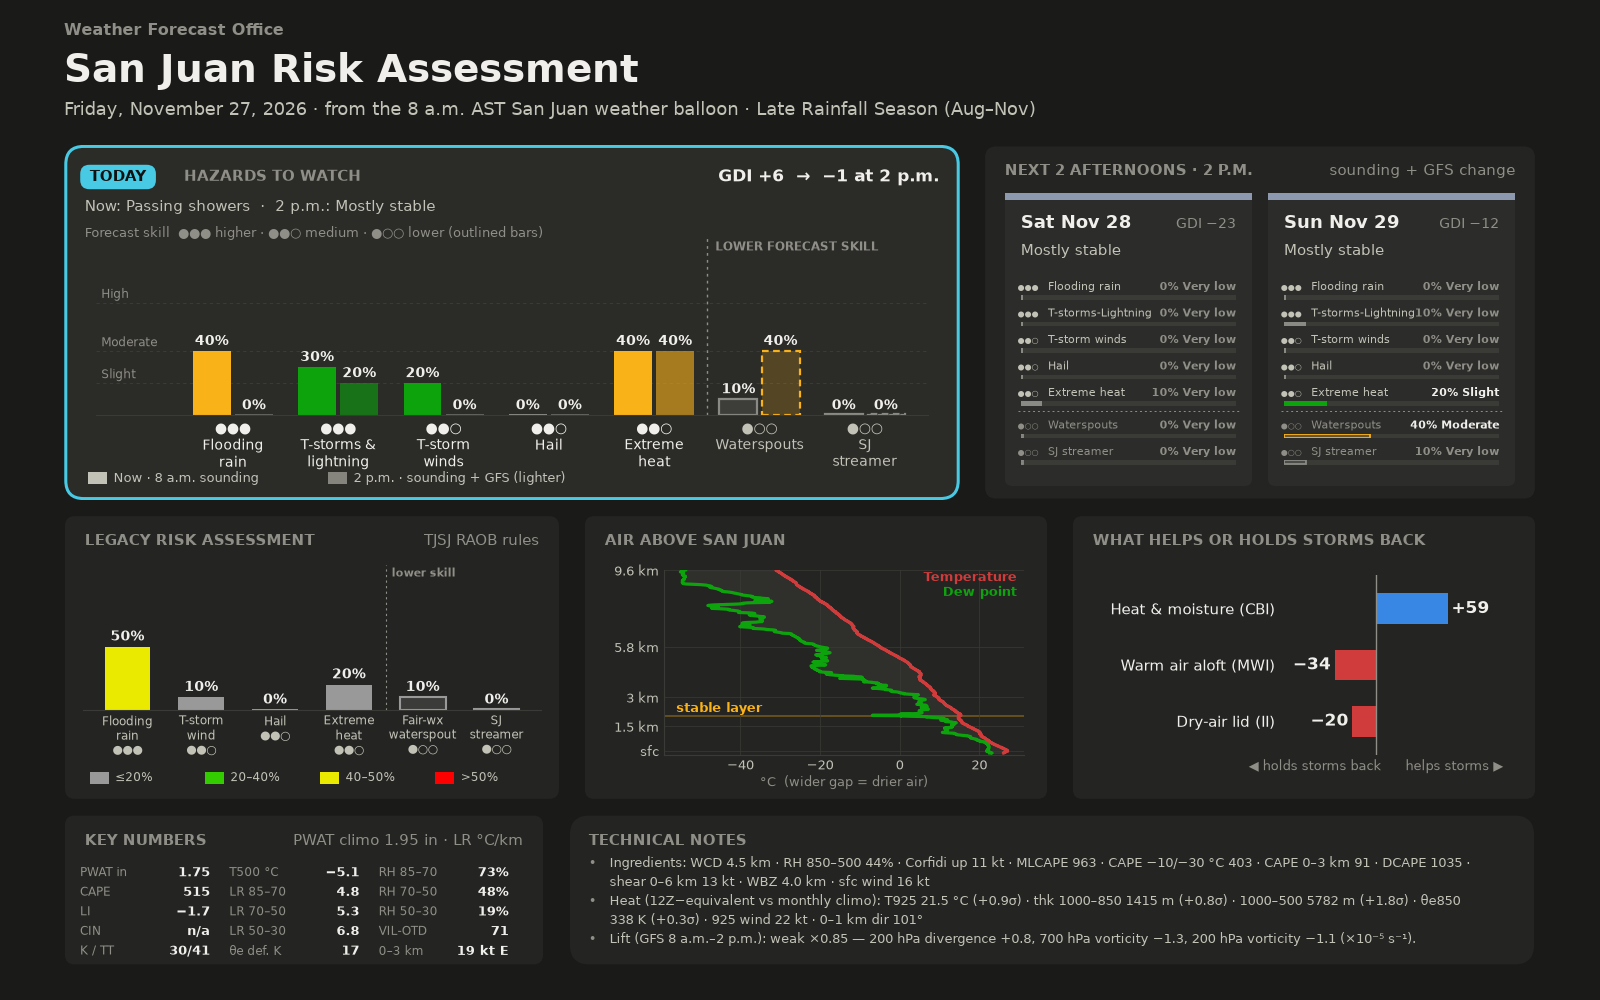 Weather Forecast Office
San Juan Risk Assessment
Friday, November 27, 2026 · from the 8 a.m. AST San Juan weather balloon · Late Rainfall Season (Aug–Nov)
TODAY HAZARDS TO WATCH GDI +6 → −1 at 2 p.m.
Now: Passing showers · 2 p.m.: Mostly stable
Forecast skill ●●● higher · ●●○ medium · ●○○ lower (outlined bars)
LOWER FORECAST SKILL
High
Moderate
Slight
40% 0% 30% 20% 20% 0% 0% 0% 40% 40% 10% 40% 0% 0%
●●● ●●● ●●○ ●●○ ●●○ ●○○ ●○○
Flooding rain
T-storms & lightning
T-storm winds
Hail
Extreme heat
Waterspouts
SJ streamer
Now · 8 a.m. sounding
2 p.m. · sounding + GFS (lighter)
NEXT 2 AFTERNOONS · 2 P.M. sounding + GFS change
Sat Nov 28 GDI −23
Mostly stable
●●● Flooding rain 0% Very low
●●● T-storms-Lightning 0% Very low
●●○ T-storm winds 0% Very low
●●○ Hail 0% Very low
●●○ Extreme heat 10% Very low
●○○ Waterspouts 0% Very low
●○○ SJ streamer 0% Very low
Sun Nov 29 GDI −12
Mostly stable
●●● Flooding rain 0% Very low
●●● T-storms-Lightning 10% Very low
●●○ T-storm winds 0% Very low
●●○ Hail 0% Very low
●●○ Extreme heat 20% Slight
●○○ Waterspouts 40% Moderate
●○○ SJ streamer 10% Very low
LEGACY RISK ASSESSMENT TJSJ RAOB rules
lower skill
50% 10% 0% 20% 10% 0%
Flooding rain ●●●
T-storm wind ●●○
Hail ●●○
Extreme heat ●●○
Fair-wx waterspout ●○○
SJ streamer ●○○
≤20% 20–40% 40–50% >50%
AIR ABOVE SAN JUAN
9.6 km
5.8 km
3 km
1.5 km
sfc
Temperature
Dew point
stable layer
−40 −20 0 20
°C (wider gap = drier air)
WHAT HELPS OR HOLDS STORMS BACK
Heat & moisture (CBI) +59
Warm air aloft (MWI) −34
Dry-air lid (II) −20
◀ holds storms back helps storms ▶
KEY NUMBERS PWAT climo 1.95 in · LR °C/km
PWAT in 1.75 T500 °C −5.1 RH 85–70 73%
CAPE 515 LR 85–70 4.8 RH 70–50 48%
LI −1.7 LR 70–50 5.3 RH 50–30 19%
CIN n/a LR 50–30 6.8 VIL-OTD 71
K / TT 30/41 θe def. K 17 0–3 km 19 kt E
TECHNICAL NOTES
• Ingredients: WCD 4.5 km · RH 850–500 44% · Corfidi up 11 kt · MLCAPE 963 · CAPE −10/−30 °C 403 · CAPE 0–3 km 91 · DCAPE 1035 ·
shear 0–6 km 13 kt · WBZ 4.0 km · sfc wind 16 kt
• Heat (12Z−equivalent vs monthly climo): T925 21.5 °C (+0.9σ) · thk 1000–850 1415 m (+0.8σ) · 1000–500 5782 m (+1.8σ) · θe850
338 K (+0.3σ) · 925 wind 22 kt · 0–1 km dir 101°
• Lift (GFS 8 a.m.–2 p.m.): weak ×0.85 — 200 hPa divergence +0.8, 700 hPa vorticity −1.3, 200 hPa vorticity −1.1 (×10⁻⁵ s⁻¹).